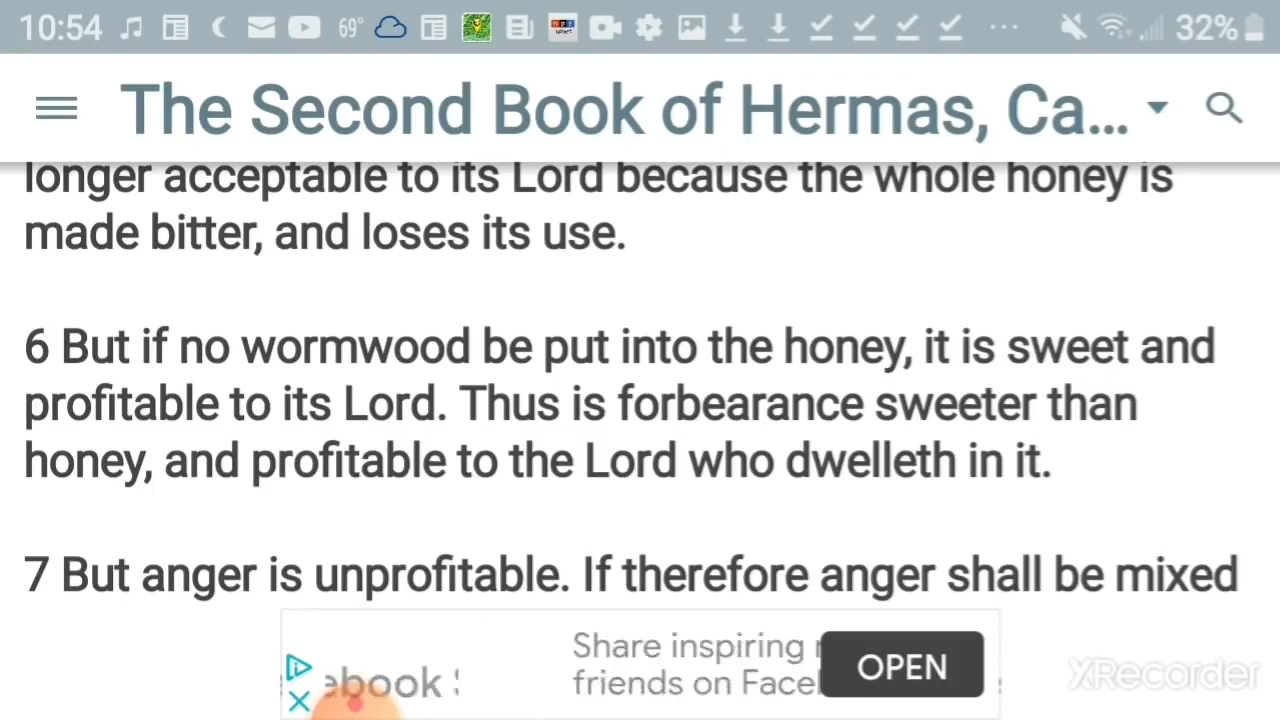 10:54 69° 32%
The Second Book of Hermas, Ca...
longer acceptable to its Lord because the whole honey is
made bitter, and loses its use.
6 But if no wormwood be put into the honey, it is sweet and
profitable to its Lord. Thus is forbearance sweeter than
honey, and profitable to the Lord who dwelleth in it.
7 But anger is unprofitable. If therefore anger shall be mixed
Share inspiring
friends on Face
ebook
OPEN
XRecorder